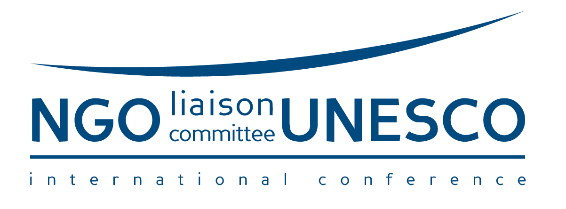 NGO liaison committee UNESCO
international conference